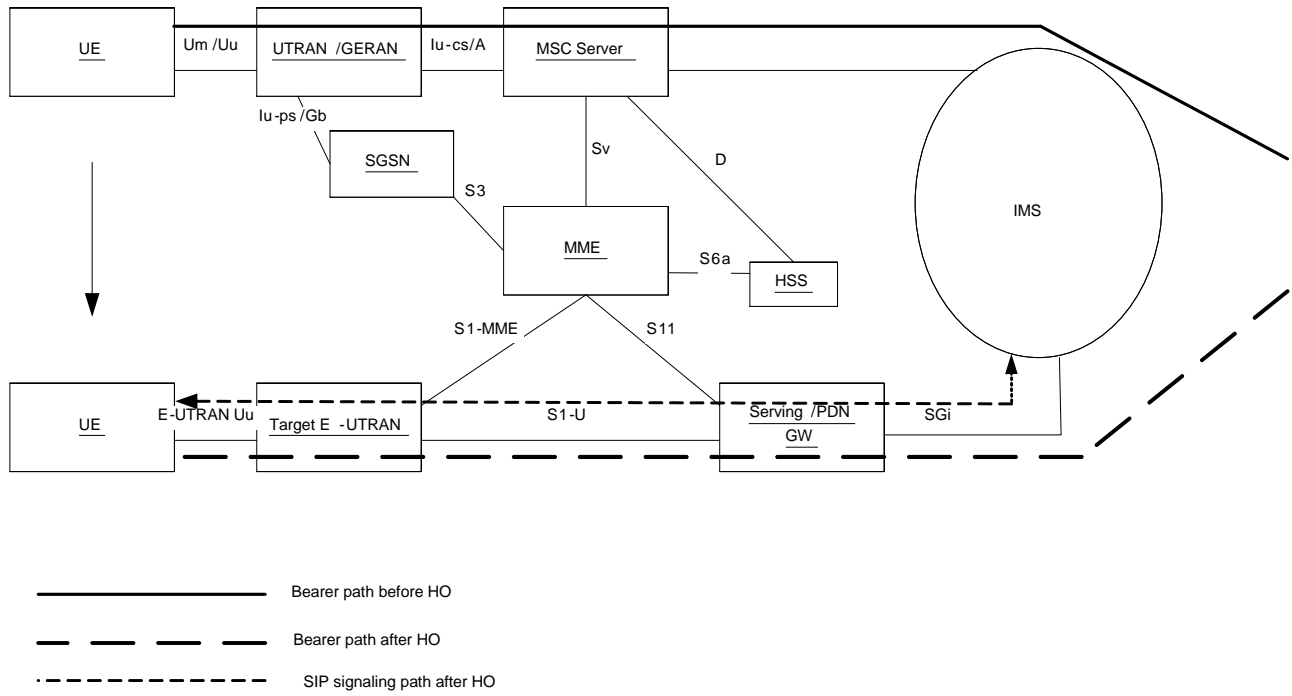 UE
Um /Uu
UTRAN /GERAN
Iu-cs/A
MSC Server
Iu-ps /Gb
SGSN
S3
Sv
D
IMS
MME
S6a
HSS
S1-MME
S11
UE
E-UTRAN Uu
Target E -UTRAN
S1-U
Serving /PDN
GW
SGi
Bearer path before HO
Bearer path after HO
SIP signaling path after HO